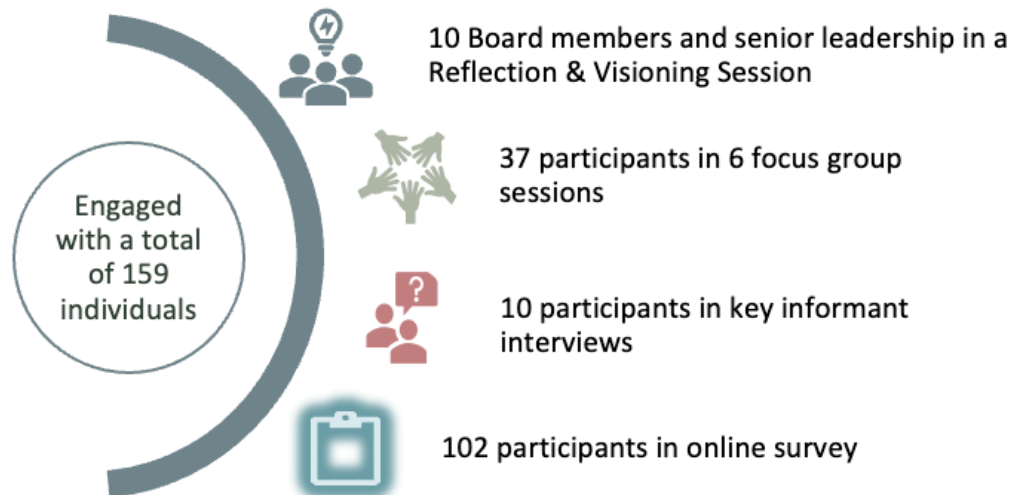 10 Board members and senior leadership in a
Reflection & Visioning Session
37 participants in 6 focus group
sessions
Engaged
with a total
of 159
individuals
?
10 participants in key informant
interviews
102 participants in online survey